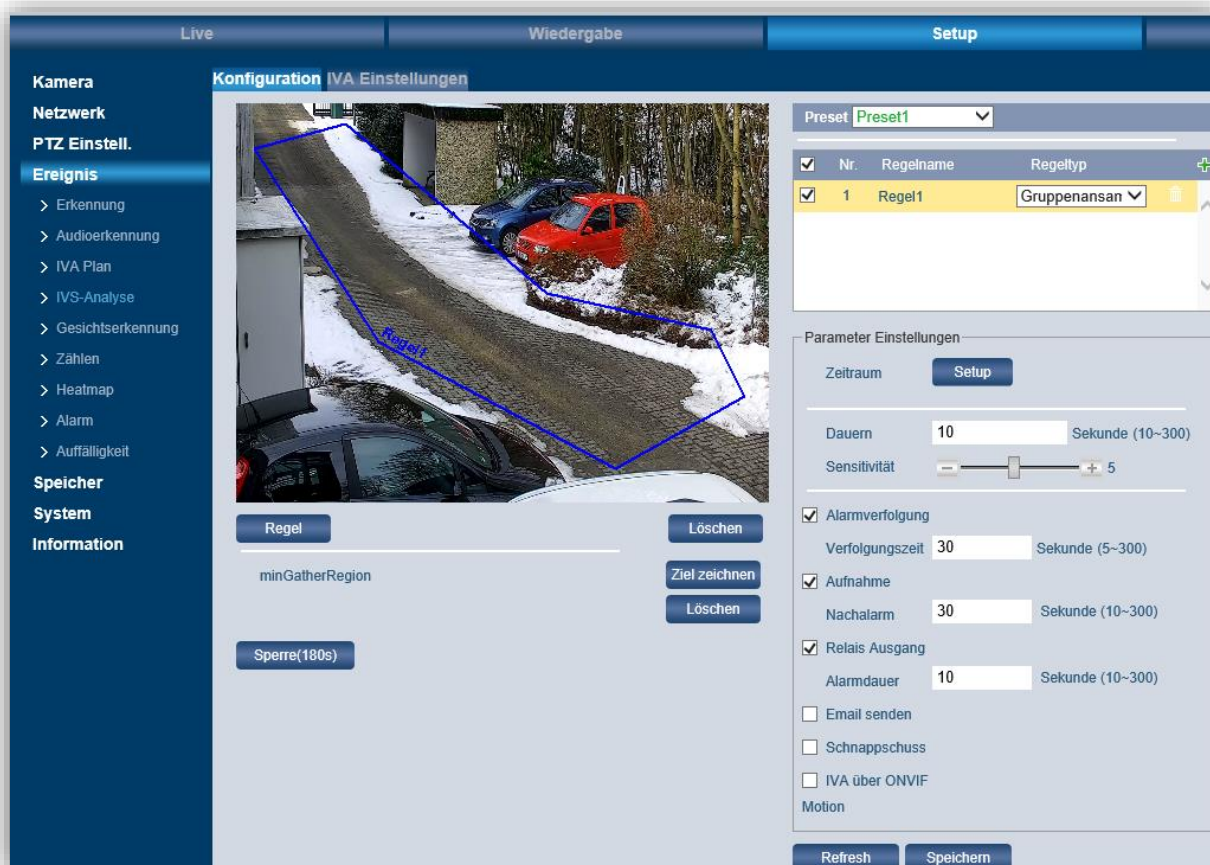 Live Wiedergabe Setup
Kamera
Netzwerk
PTZ Einstell.
Ereignis
> Erkennung
> Audioerkennung
> IVA Plan
> IVS-Analyse
> Gesichtserkennung
> Zählen
> Heatmap
> Alarm
> Auffälligkeit
Speicher
System
Information
Konfiguration IVA Einstellungen
Regel1
Regel Löschen
minGatherRegion Ziel zeichnen
Löschen
Sperre(180s)
Preset Preset1
Nr. Regelname Regeltyp
1 Regel1 Gruppenansan
Parameter Einstellungen
Zeitraum Setup
Dauern 10 Sekunde (10~300)
Sensitivität 5
Alarmverfolgung
Verfolgungszeit 30 Sekunde (5~300)
Aufnahme
Nachalarm 30 Sekunde (10~300)
Relais Ausgang
Alarmdauer 10 Sekunde (10~300)
Email senden
Schnappschuss
IVA über ONVIF
Motion
Refresh Speichern